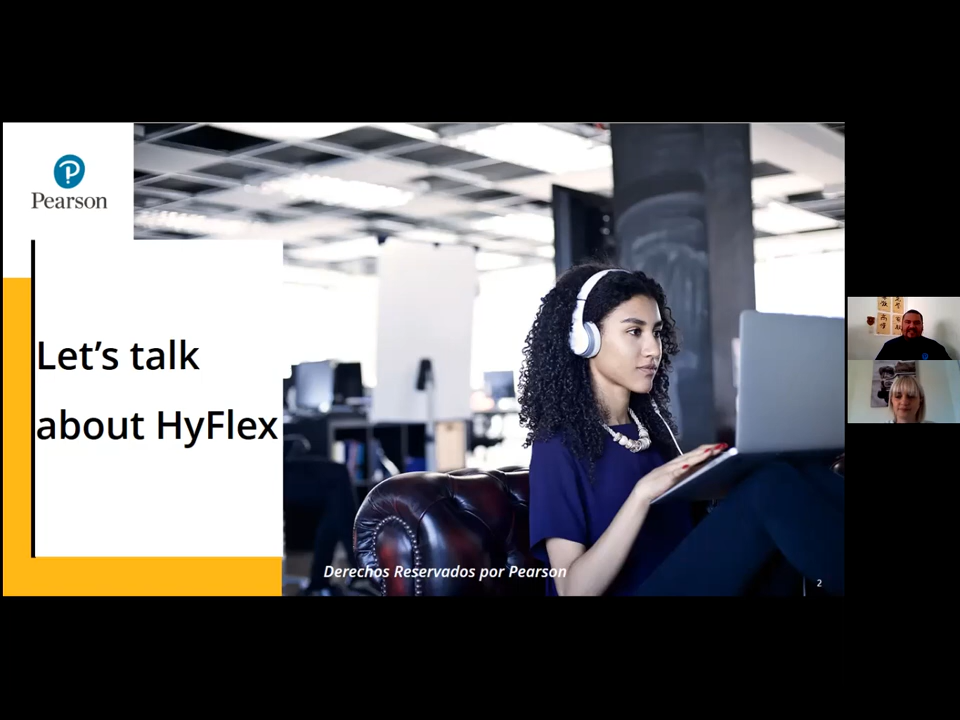 Pearson
Let’s talk
about HyFlex
Derechos Reservados por Pearson
2